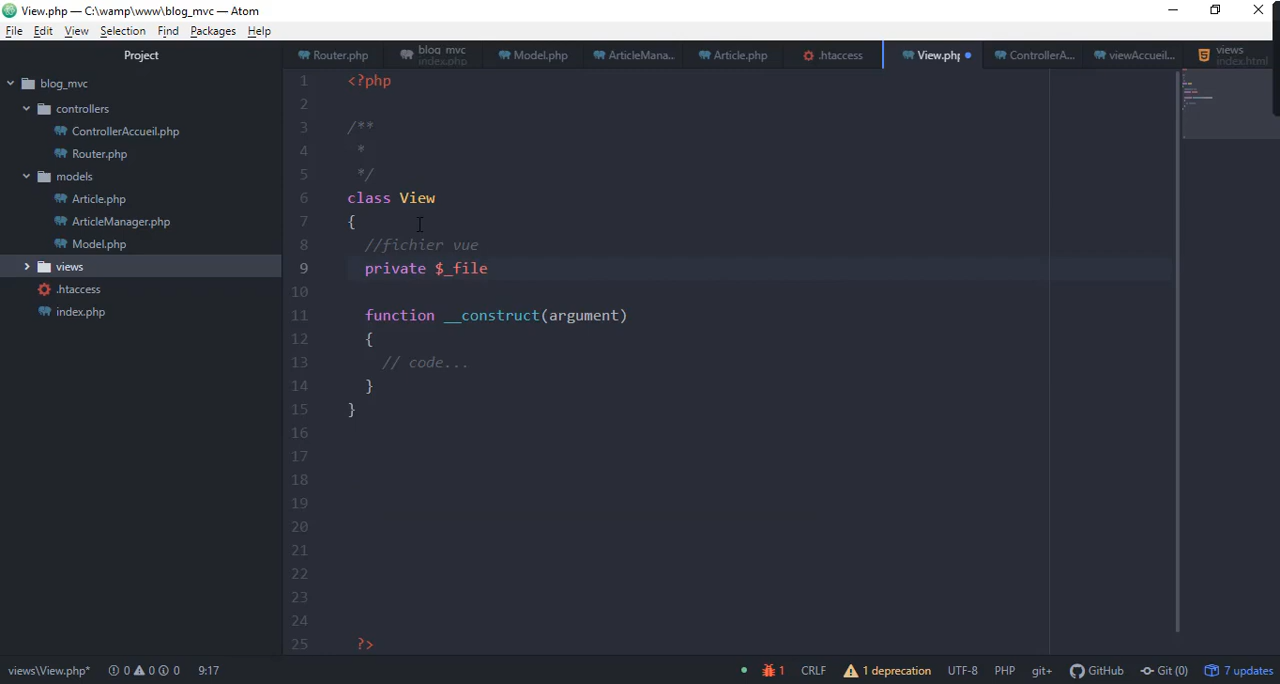 View.php — C:\wamp\www\blog_mvc — Atom
File Edit View Selection Find Packages Help
Project
Router.php
blog_mvc
index.php
Model.php
ArticleMana...
Article.php
.htaccess
View.php
ControllerA...
viewAccueil...
views
index.html
blog_mvc
controllers
ControllerAccueil.php
Router.php
models
Article.php
ArticleManager.php
Model.php
views
.htaccess
index.php
1 <?php
2
3 /**
4 *
5 */
6 class View
7 {
8 //fichier vue
9 private $_file
10
11 function __construct(argument)
12 {
13 // code...
14 }
15 }
16
17
18
19
20
21
22
23
24
25 ?>
views\View.php* 0 0 0 9:17 1 CRLF 1 deprecation UTF-8 PHP git+ GitHub Git (0) 7 updates